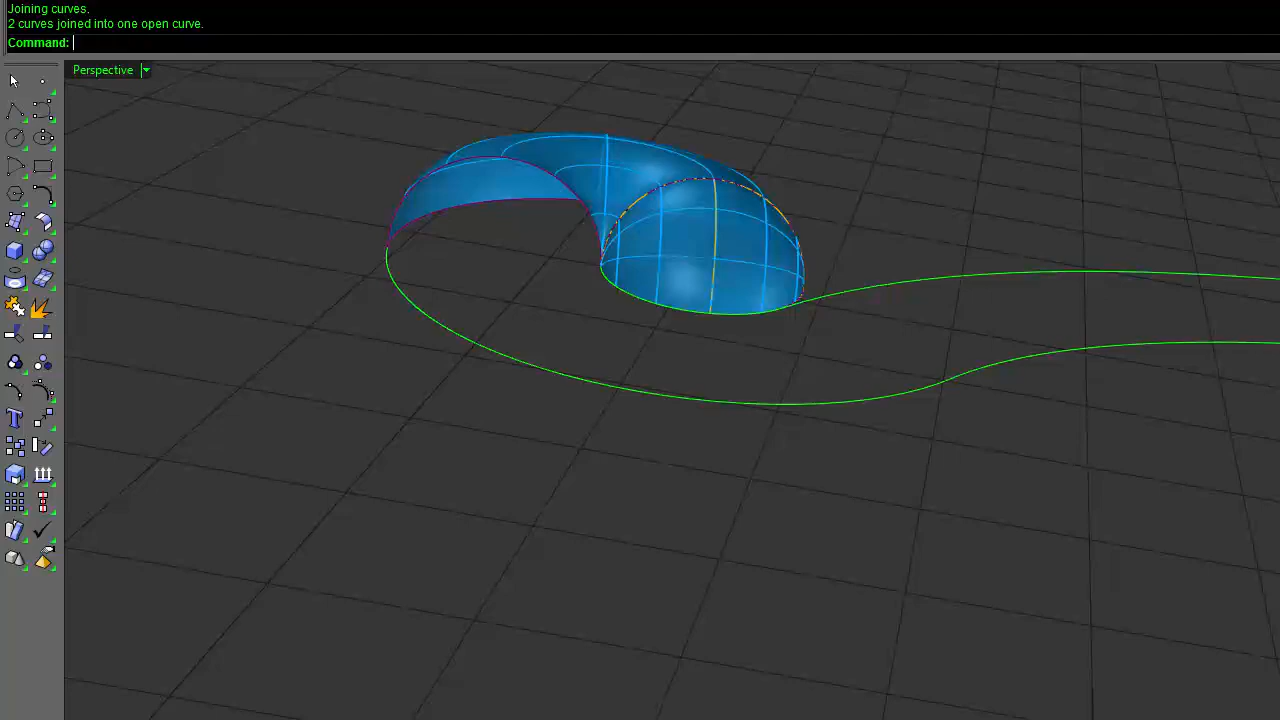 Joining curves.
2 curves joined into one open curve.
Command:
Perspective